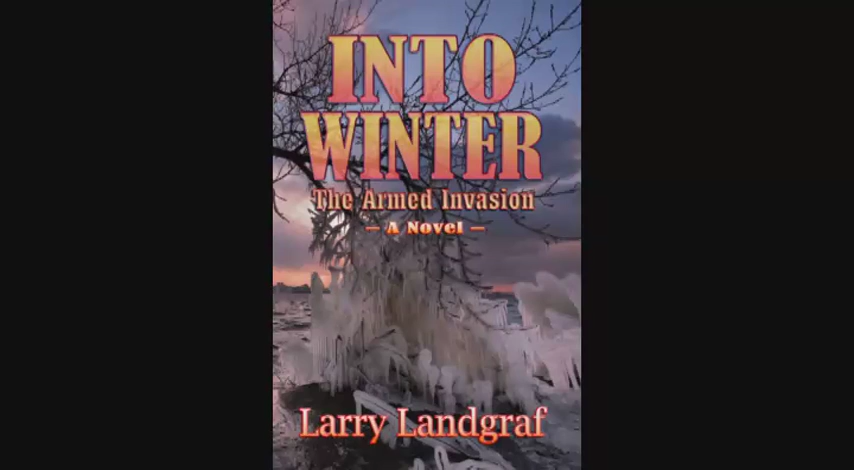 INTO
WINTER
The Armed Invasion
— A Novel —
Larry Landgraf